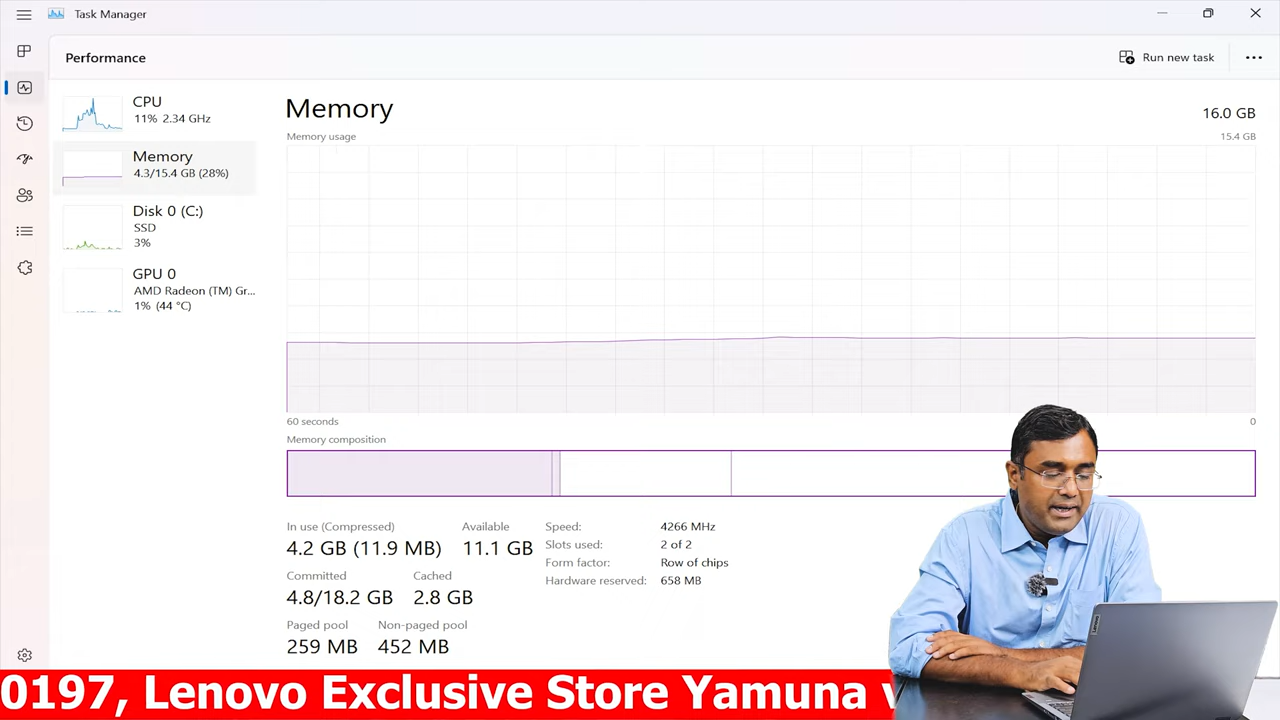 Task Manager
Performance
Run new task
CPU
11% 2.34 GHz
Memory
4.3/15.4 GB (28%)
Disk 0 (C:)
SSD
3%
GPU 0
AMD Radeon (TM) Gr...
1% (44 °C)
Memory
16.0 GB
Memory usage
15.4 GB
60 seconds
0
Memory composition
In use (Compressed)
4.2 GB (11.9 MB)
Available
11.1 GB
Committed
4.8/18.2 GB
Cached
2.8 GB
Paged pool
259 MB
Non-paged pool
452 MB
Speed: 4266 MHz
Slots used: 2 of 2
Form factor: Row of chips
Hardware reserved: 658 MB
Lenovo
0197, Lenovo Exclusive Store Yamuna